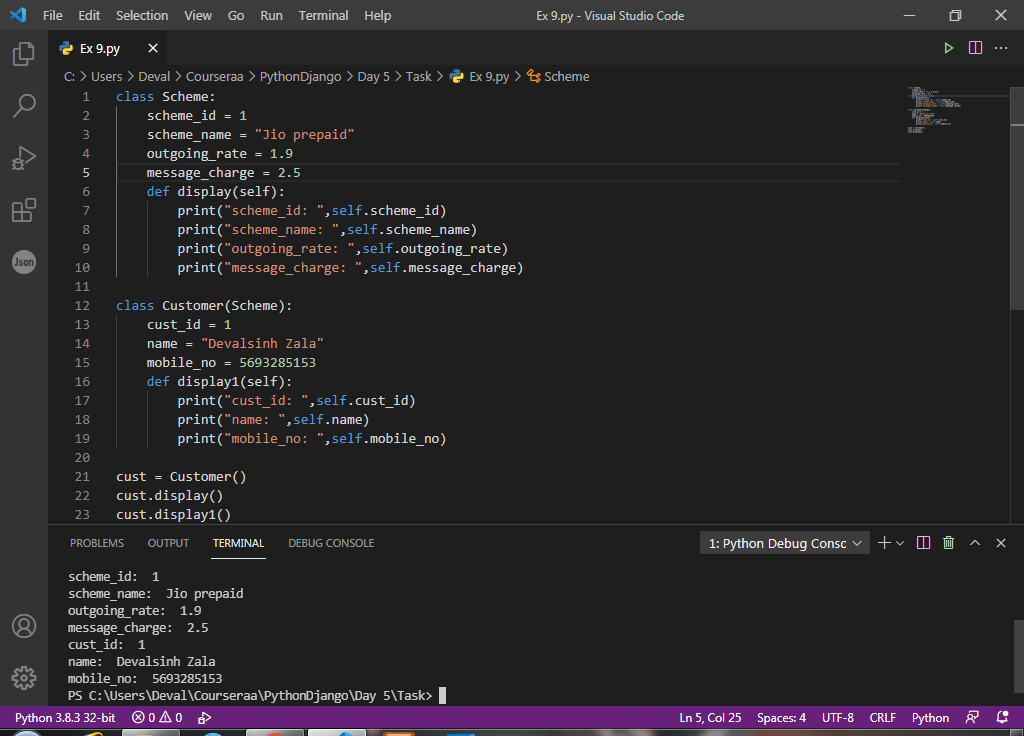 File Edit Selection View Go Run Terminal Help Ex 9.py - Visual Studio Code
Ex 9.py
C: > Users > Deval > Courseraa > PythonDjango > Day 5 > Task > Ex 9.py > Scheme
1 class Scheme:
2     scheme_id = 1
3     scheme_name = "Jio prepaid"
4     outgoing_rate = 1.9
5     message_charge = 2.5
6     def display(self):
7         print("scheme_id: ",self.scheme_id)
8         print("scheme_name: ",self.scheme_name)
9         print("outgoing_rate: ",self.outgoing_rate)
10         print("message_charge: ",self.message_charge)
11
12 class Customer(Scheme):
13     cust_id = 1
14     name = "Devalsinh Zala"
15     mobile_no = 5693285153
16     def display1(self):
17         print("cust_id: ",self.cust_id)
18         print("name: ",self.name)
19         print("mobile_no: ",self.mobile_no)
20
21 cust = Customer()
22 cust.display()
23 cust.display1()
Json
PROBLEMS OUTPUT TERMINAL DEBUG CONSOLE 1: Python Debug Consc
scheme_id:  1
scheme_name:  Jio prepaid
outgoing_rate:  1.9
message_charge:  2.5
cust_id:  1
name:  Devalsinh Zala
mobile_no:  5693285153
PS C:\Users\Deval\Courseraa\PythonDjango\Day 5\Task>
Python 3.8.3 32-bit 0 0 Ln 5, Col 25 Spaces: 4 UTF-8 CRLF Python